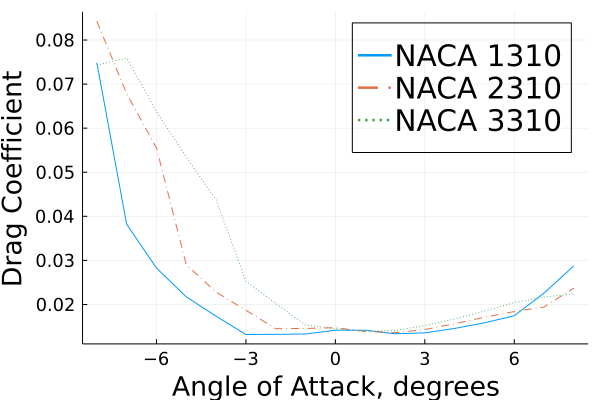 NACA 1310
NACA 2310
NACA 3310
Drag Coefficient
0.08
0.07
0.06
0.05
0.04
0.03
0.02
−6
−3
0
3
6
Angle of Attack, degrees